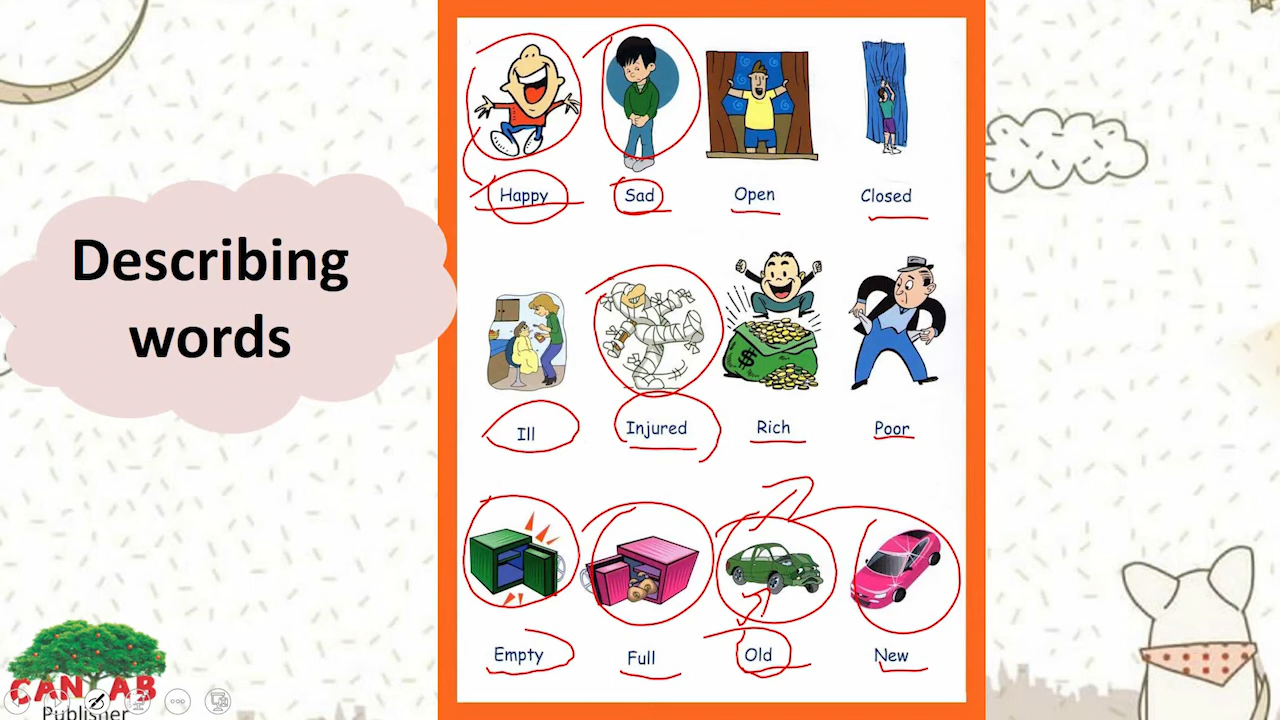 Describing
words
Happy Sad Open Closed
Ill Injured Rich Poor
$
Empty Full Old New
CANTAB
Publisher